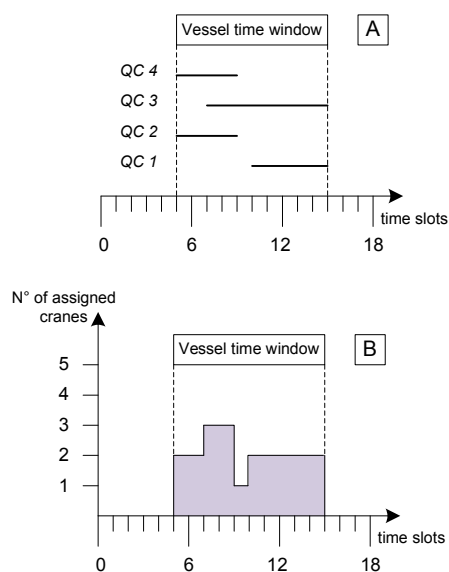 Vessel time window
A
QC 4
QC 3
QC 2
QC 1
time slots
0 6 12 18
N° of assigned
cranes
Vessel time window
B
5
4
3
2
1
time slots
0 6 12 18